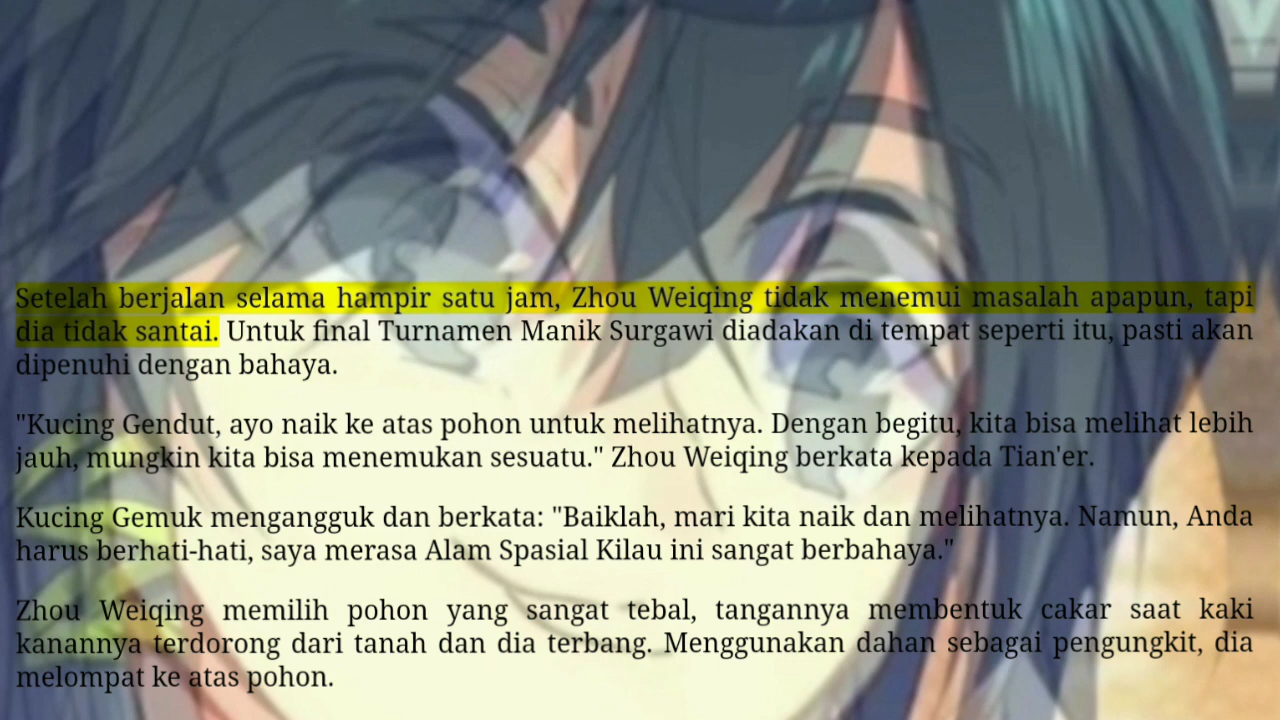 Setelah berjalan selama hampir satu jam, Zhou Weiqing tidak menemui masalah apapun, tapi
dia tidak santai. Untuk final Turnamen Manik Surgawi diadakan di tempat seperti itu, pasti akan
dipenuhi dengan bahaya.
"Kucing Gendut, ayo naik ke atas pohon untuk melihatnya. Dengan begitu, kita bisa melihat lebih
jauh, mungkin kita bisa menemukan sesuatu." Zhou Weiqing berkata kepada Tian'er.
Kucing Gemuk mengangguk dan berkata: "Baiklah, mari kita naik dan melihatnya. Namun, Anda
harus berhati-hati, saya merasa Alam Spasial Kilau ini sangat berbahaya."
Zhou Weiqing memilih pohon yang sangat tebal, tangannya membentuk cakar saat kaki
kanannya terdorong dari tanah dan dia terbang. Menggunakan dahan sebagai pengungkit, dia
melompat ke atas pohon.